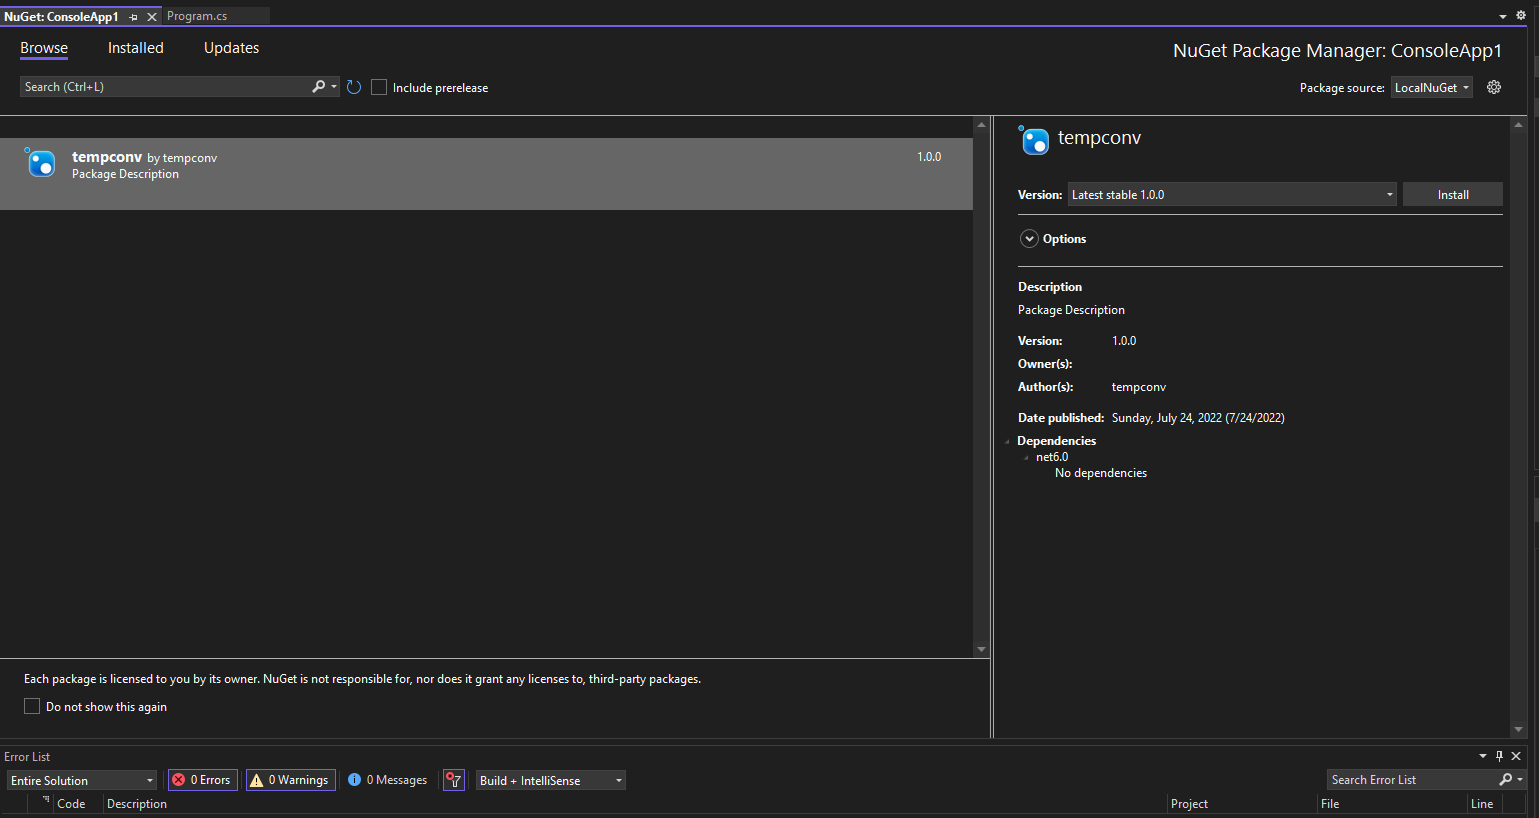 NuGet: ConsoleApp1
Program.cs
Browse
Installed
Updates
NuGet Package Manager: ConsoleApp1
Search (Ctrl+L)
Include prerelease
Package source:
LocalNuGet
tempconv by tempconv
1.0.0
Package Description
tempconv
Version:
Latest stable 1.0.0
Install
Options
Description
Package Description
Version: 1.0.0
Owner(s):
Author(s): tempconv
Date published: Sunday, July 24, 2022 (7/24/2022)
Dependencies
net6.0
No dependencies
Each package is licensed to you by its owner. NuGet is not responsible for, nor does it grant any licenses to, third-party packages.
Do not show this again
Error List
Entire Solution
0 Errors
0 Warnings
0 Messages
Build + IntelliSense
Search Error List
Code
Description
Project
File
Line